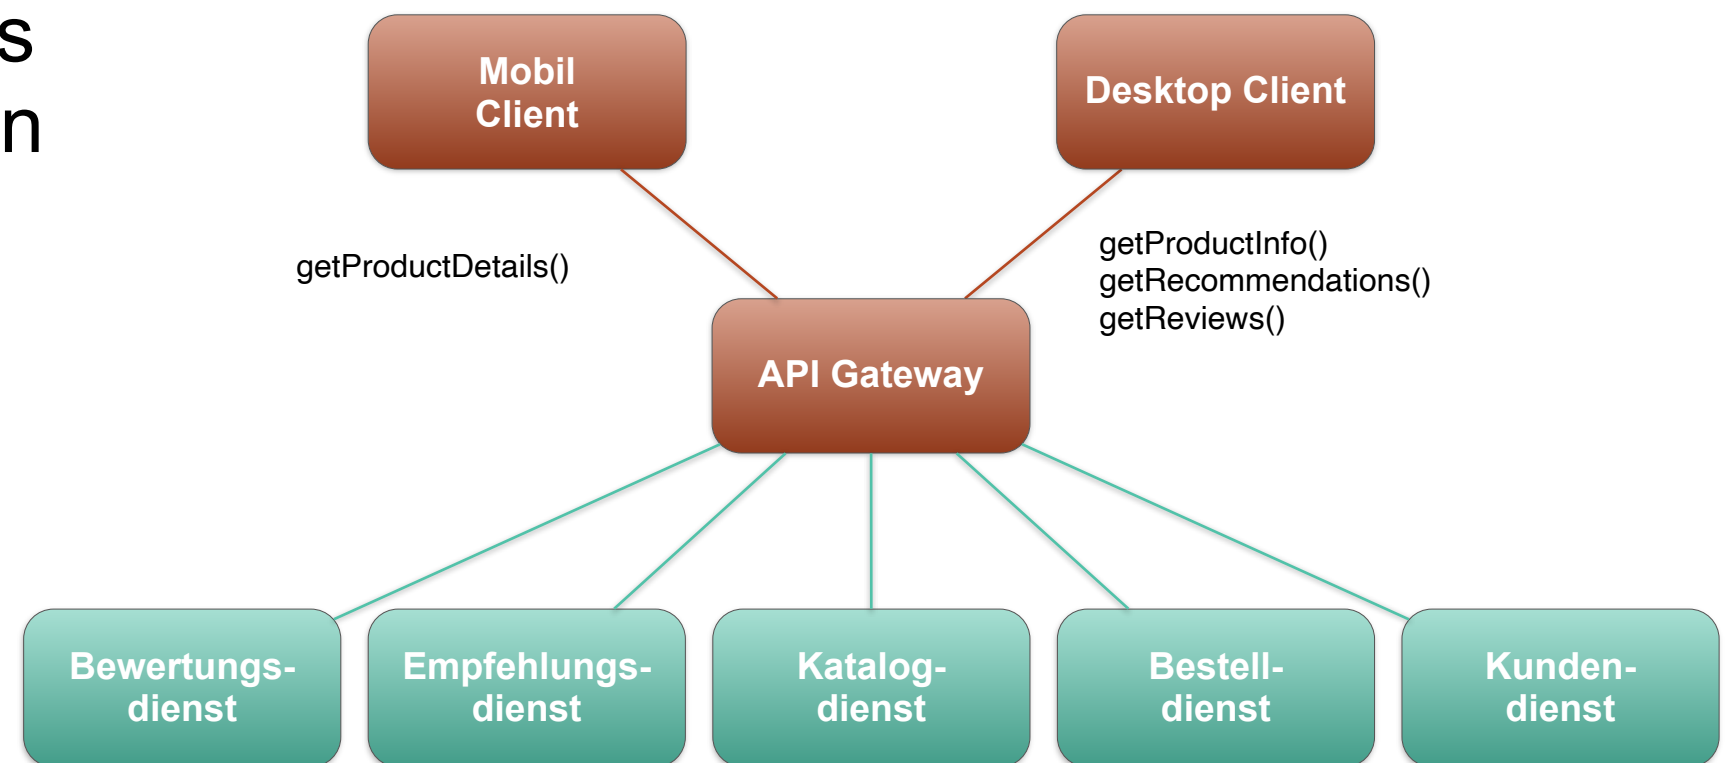 s
n
Mobil
Client
Desktop Client
getProductDetails()
getProductInfo()
getRecommendations()
getReviews()
API Gateway
Bewertungs-
dienst
Empfehlungs-
dienst
Katalog-
dienst
Bestell-
dienst
Kunden-
dienst